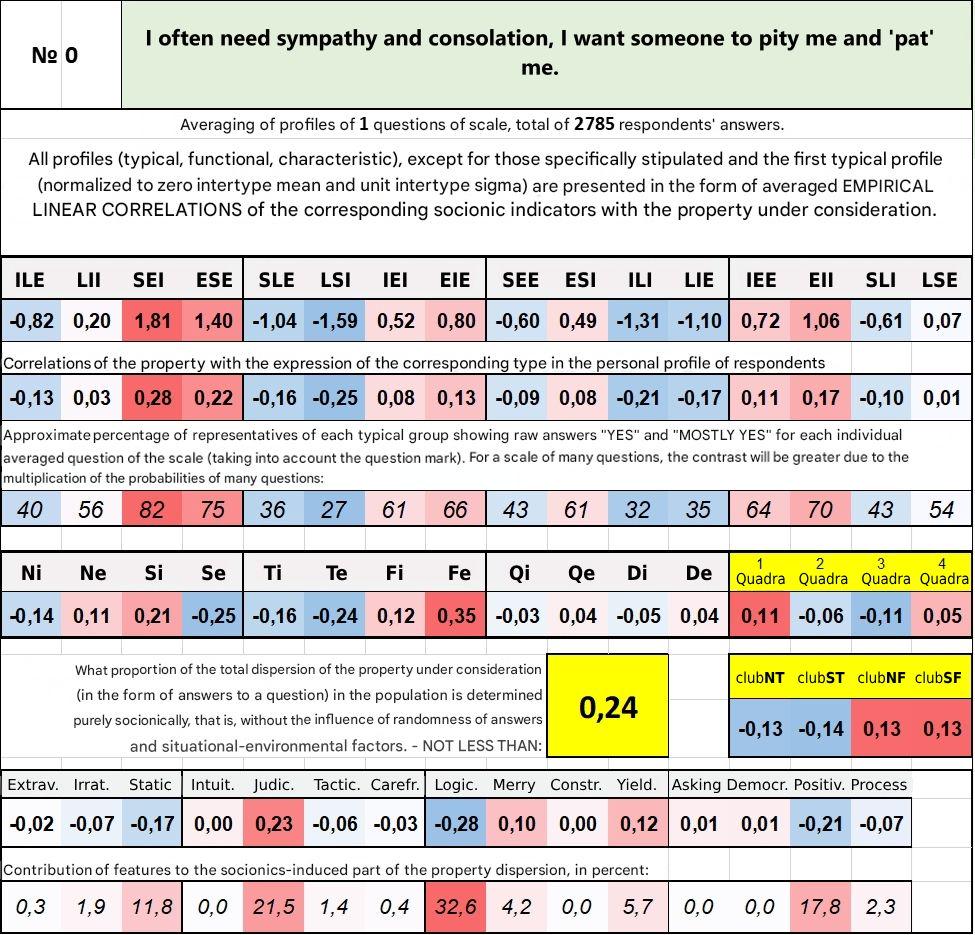 № 0
I often need sympathy and consolation, I want someone to pity me and 'pat'
me.
Averaging of profiles of 1 questions of scale, total of 2785 respondents' answers.
All profiles (typical, functional, characteristic), except for those specifically stipulated and the first typical profile
(normalized to zero intertype mean and unit intertype sigma) are presented in the form of averaged EMPIRICAL
LINEAR CORRELATIONS of the corresponding socionic indicators with the property under consideration.
ILE LII SEI ESE SLE LSI IEI EIE SEE ESI ILI LIE IEE EII SLI LSE
-0,82 0,20 1,81 1,40 -1,04 -1,59 0,52 0,80 -0,60 0,49 -1,31 -1,10 0,72 1,06 -0,61 0,07
Correlations of the property with the expression of the corresponding type in the personal profile of respondents
-0,13 0,03 0,28 0,22 -0,16 -0,25 0,08 0,13 -0,09 0,08 -0,21 -0,17 0,11 0,17 -0,10 0,01
Approximate percentage of representatives of each typical group showing raw answers "YES" and "MOSTLY YES" for each individual
averaged question of the scale (taking into account the question mark). For a scale of many questions, the contrast will be greater due to the
multiplication of the probabilities of many questions:
40 56 82 75 36 27 61 66 43 61 32 35 64 70 43 54
Ni Ne Si Se Ti Te Fi Fe Qi Qe Di De 1 Quadra 2 Quadra 3 Quadra 4 Quadra
-0,14 0,11 0,21 -0,25 -0,16 -0,24 0,12 0,35 -0,03 0,04 -0,05 0,04 0,11 -0,06 -0,11 0,05
What proportion of the total dispersion of the property under consideration
(in the form of answers to a question) in the population is determined
purely socionically, that is, without the influence of randomness of answers
and situational-environmental factors. - NOT LESS THAN:
0,24
clubNT clubST clubNF clubSF
-0,13 -0,14 0,13 0,13
Extrav. Irrat. Static Intuit. Judic. Tactic. Carefr. Logic. Merry Constr. Yield. Asking Democr. Positiv. Process
-0,02 -0,07 -0,17 0,00 0,23 -0,06 -0,03 -0,28 0,10 0,00 0,12 0,01 0,01 -0,21 -0,07
Contribution of features to the socionics-induced part of the property dispersion, in percent:
0,3 1,9 11,8 0,0 21,5 1,4 0,4 32,6 4,2 0,0 5,7 0,0 0,0 17,8 2,3